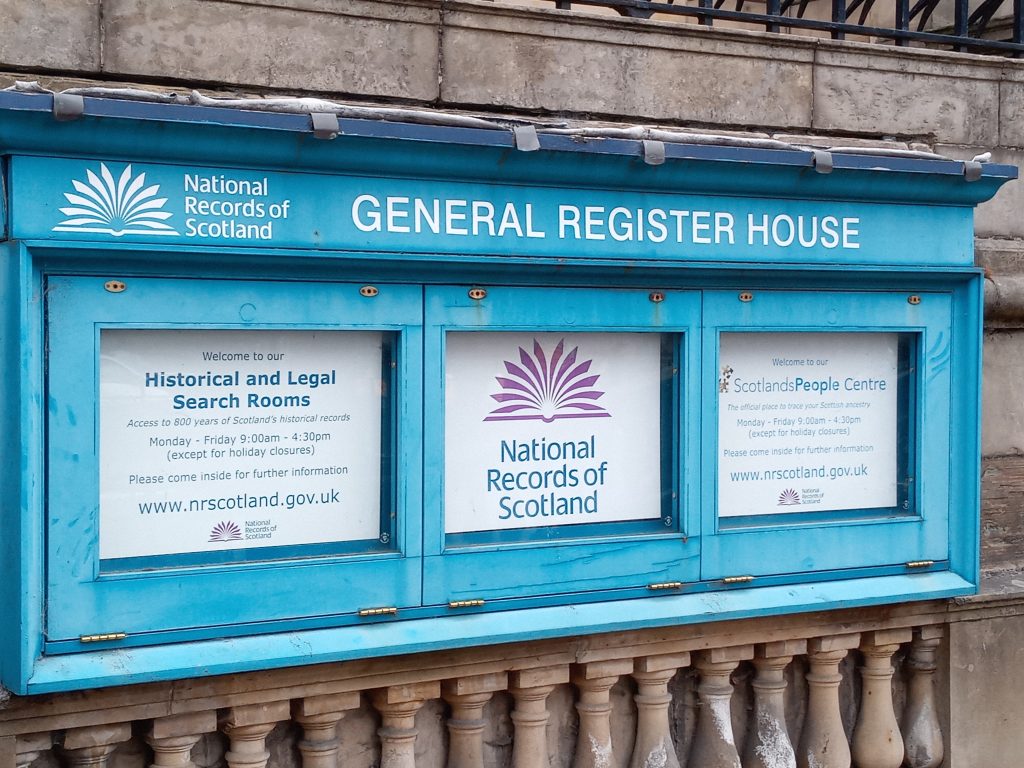 National
Records of
Scotland
GENERAL REGISTER HOUSE
Welcome to our
Historical and Legal
Search Rooms
Access to 800 years of Scotland's historical records
Monday - Friday 9:00am - 4:30pm
(except for holiday closures)
Please come inside for further information
www.nrscotland.gov.uk
National
Records of
Scotland
National
Records of
Scotland
Welcome to our
ScotlandsPeople Centre
The official place to trace your Scottish ancestry
Monday - Friday 9:00am - 4:30pm
(except for holiday closures)
Please come inside for further information
www.nrscotland.gov.uk
National
Records of
Scotland